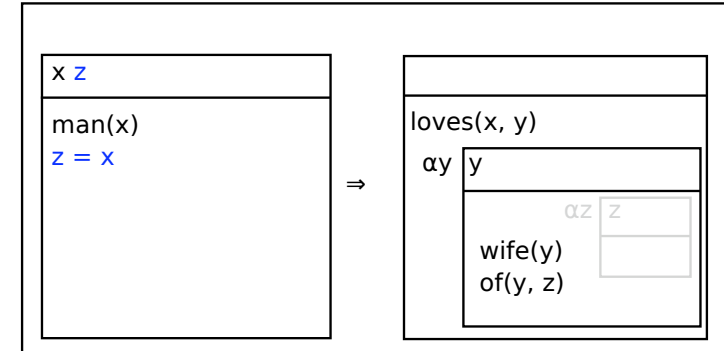 x z
man(x)
z = x
⇒
loves(x, y)
αy y
αz z
wife(y)
of(y, z)